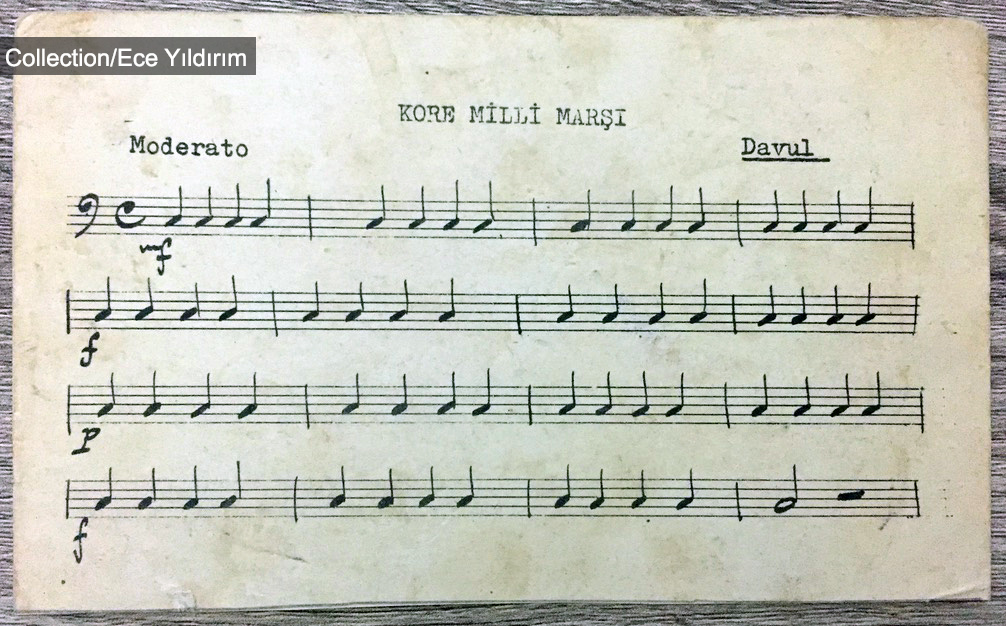 Collection/Ece Yıldırım
KORE MİLLİ MARŞI
Moderato
Davul
mf
f
p
f